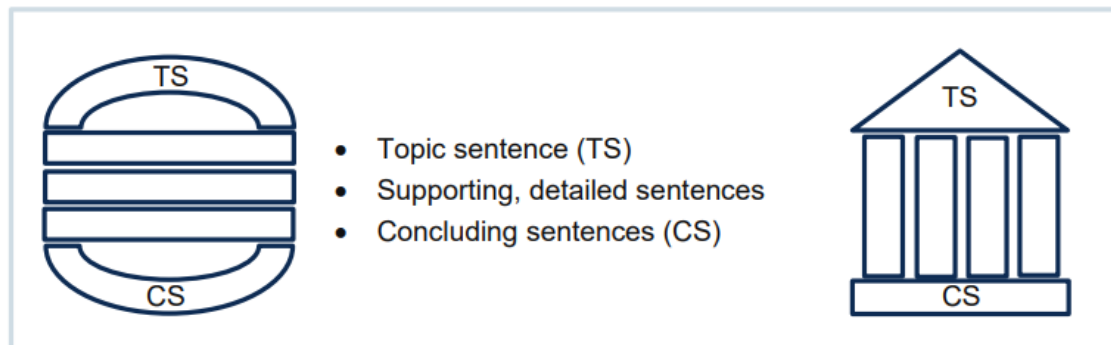 TS
CS
• Topic sentence (TS)
• Supporting, detailed sentences
• Concluding sentences (CS)
TS
CS